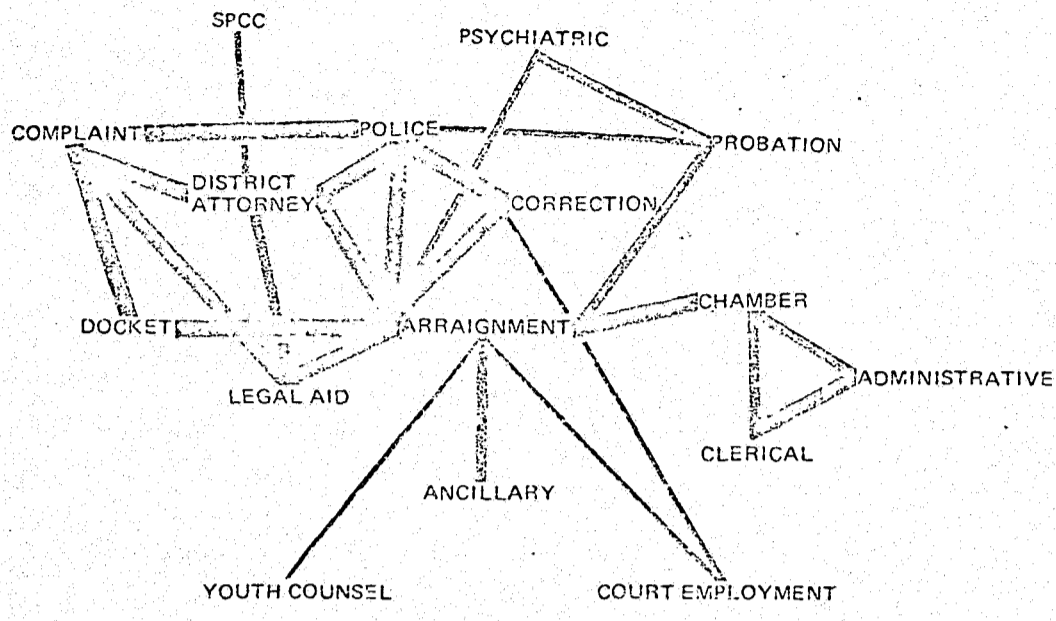 SPCC
PSYCHIATRIC
COMPLAINT
POLICE
PROBATION
DISTRICT
ATTORNEY
CORRECTION
CHAMBER
DOCKET
ARRAIGNMENT
ADMINISTRATIVE
LEGAL AID
CLERICAL
ANCILLARY
YOUTH COUNSEL
COURT EMPLOYMENT